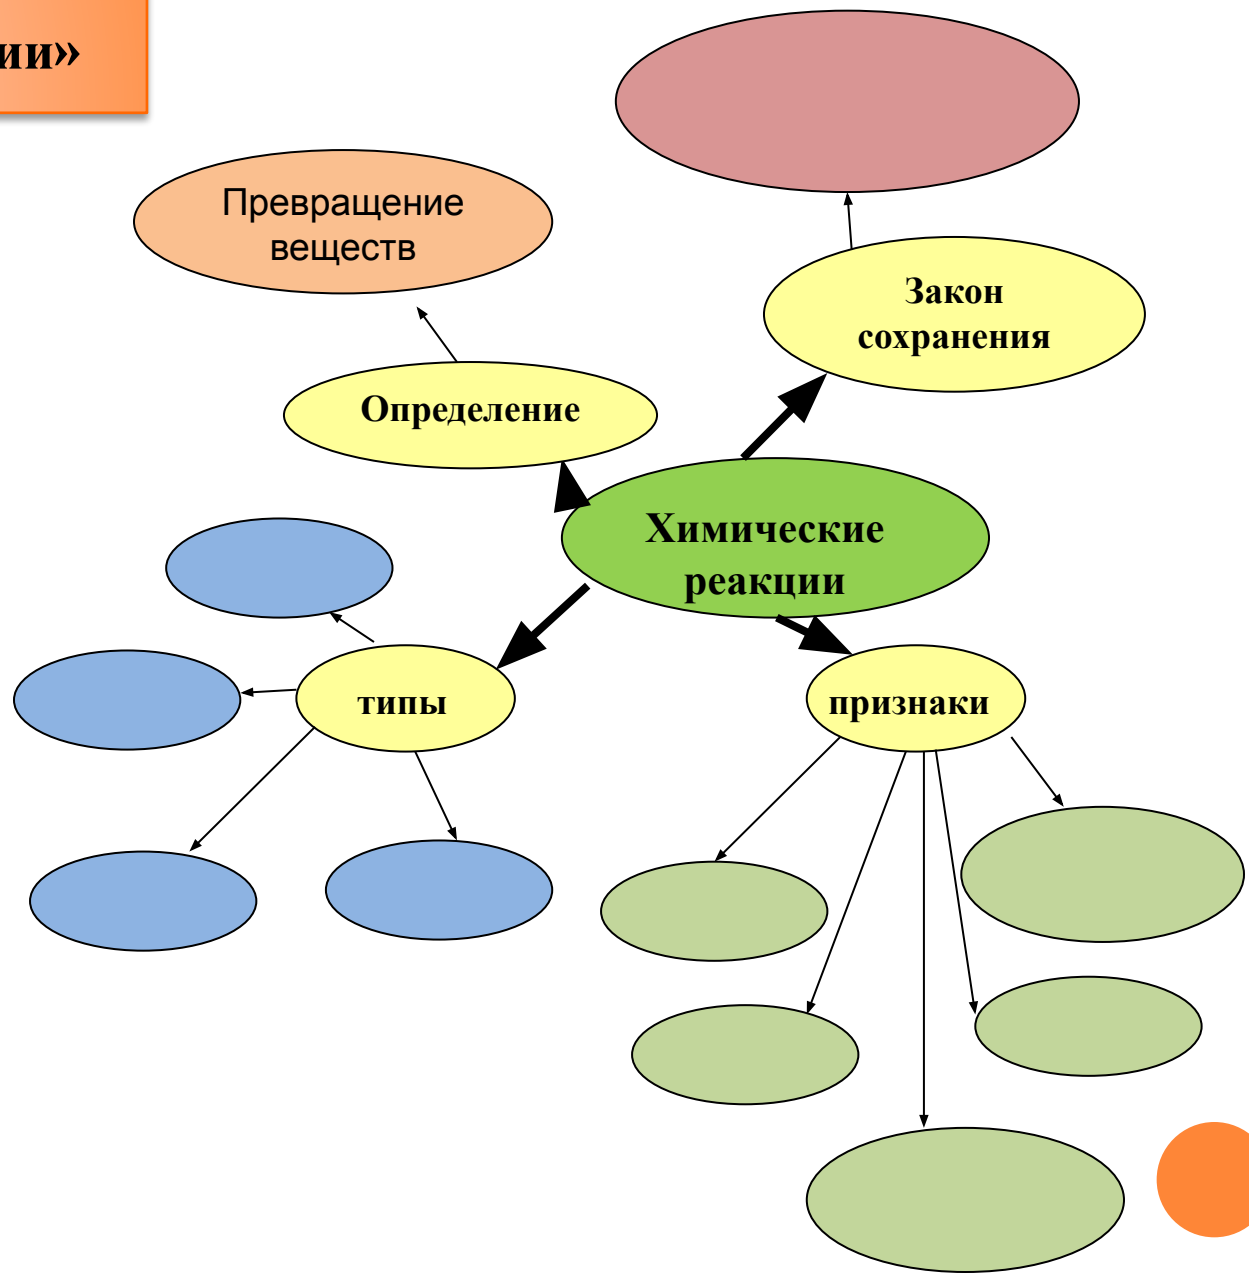 ии»
Превращение
веществ
Закон
сохранения
Определение
Химические
реакции
типы
признаки